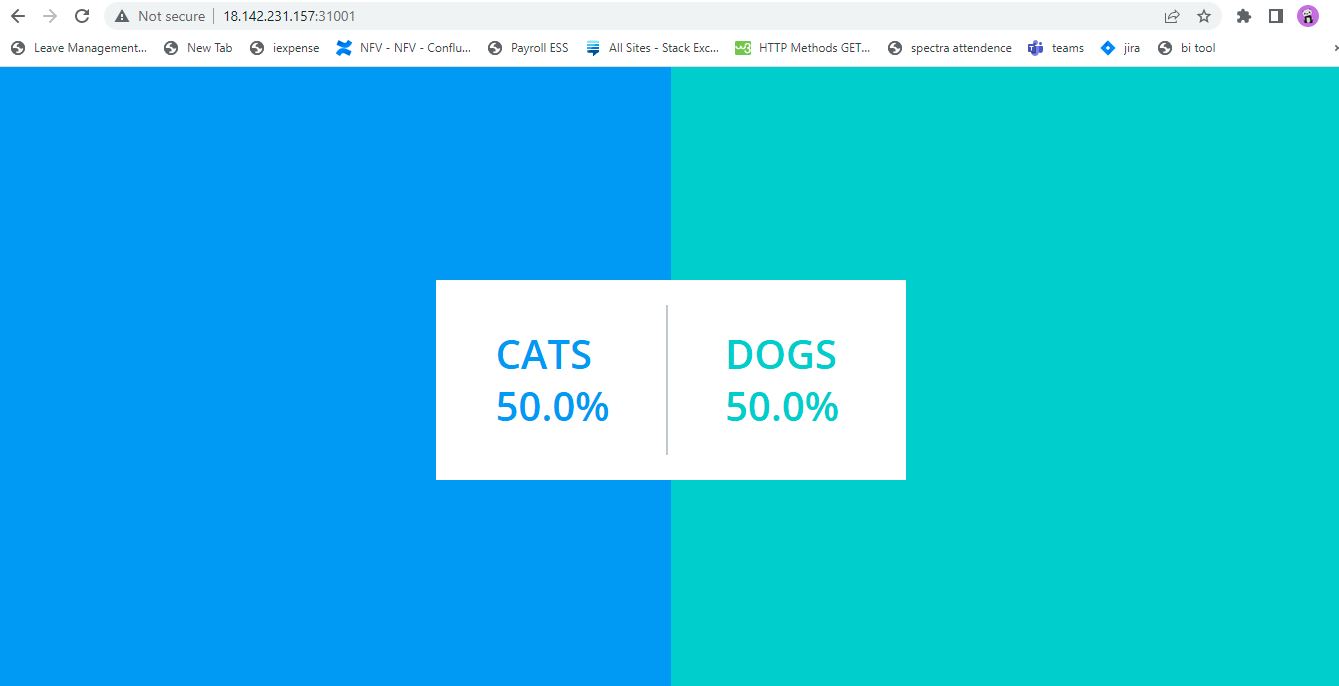 Not secure 18.142.231.157:31001
Leave Management... New Tab iexpense NFV - NFV - Conflu... Payroll ESS All Sites - Stack Exc... HTTP Methods GET... spectra attendence teams jira bi tool
CATS DOGS
50.0% 50.0%